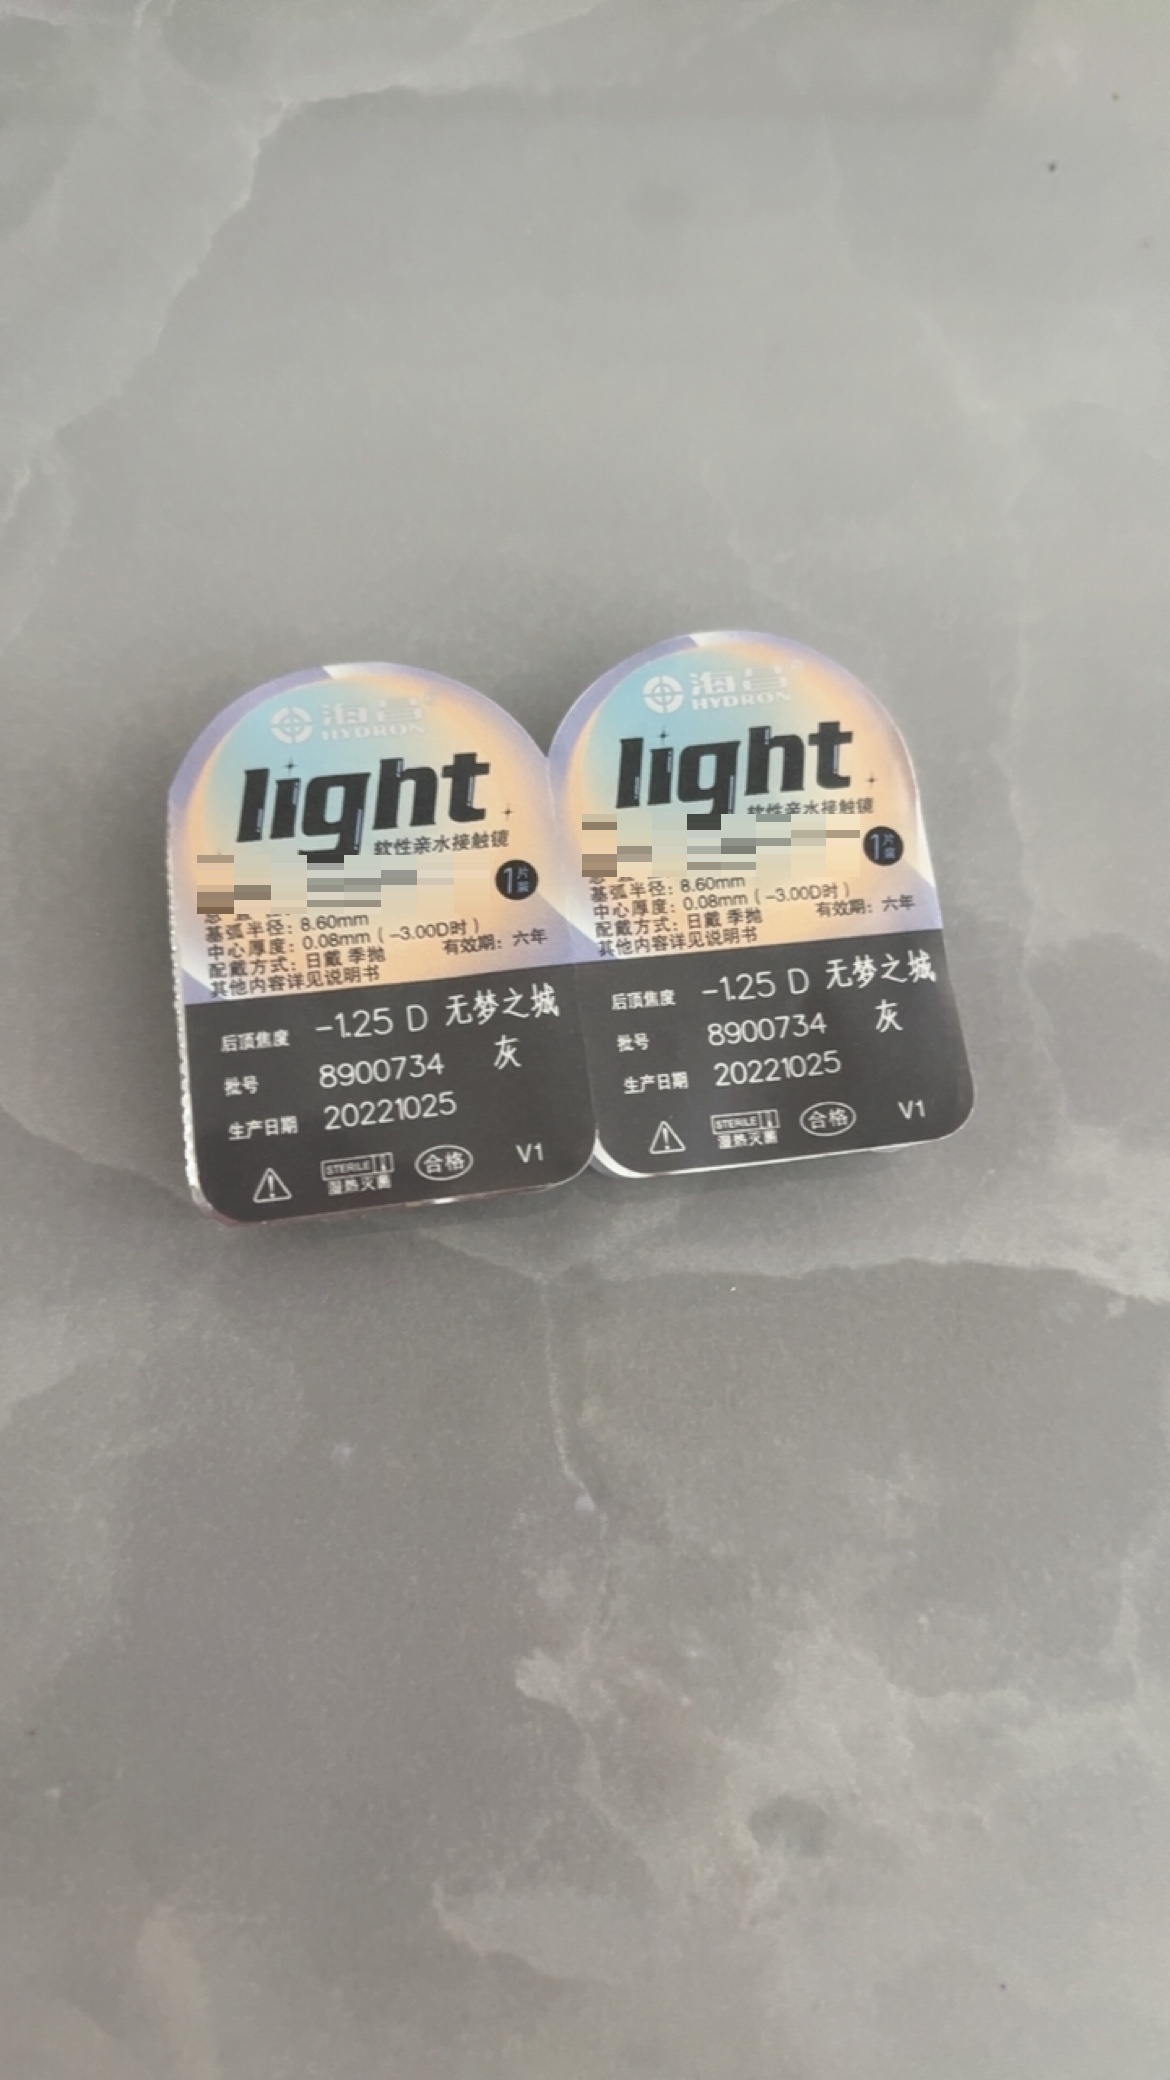 海昌
HYDRON
light
软性亲水接触镜
1片装
基弧半径：8.60mm
中心厚度：0.08mm（-3.00D时）
配戴方式：日戴 季抛
有效期：六年
其他内容详见说明书
后顶焦度 -1.25 D 无梦之城
灰
批号 8900734
生产日期 20221025
STERILE
湿热灭菌
合格
V1
海昌
HYDRON
light
软性亲水接触镜
1片装
基弧半径：8.60mm
中心厚度：0.08mm（-3.00D时）
配戴方式：日戴 季抛
有效期：六年
其他内容详见说明书
后顶焦度 -1.25 D 无梦之城
灰
批号 8900734
生产日期 20221025
STERILE
湿热灭菌
合格
V1